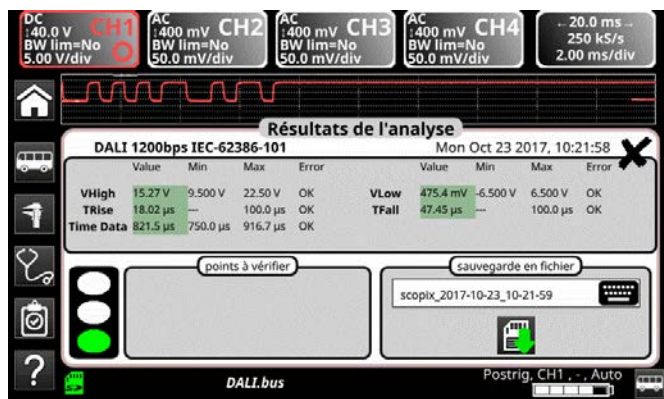 DC
↕40.0 V CH1
BW lim=No
5.00 V/div
AC
↕400 mV CH2
BW lim=No
50.0 mV/div
AC
↕400 mV CH3
BW lim=No
50.0 mV/div
AC
↕400 mV CH4
BW lim=No
50.0 mV/div
←20.0 ms→
250 kS/s
2.00 ms/div
Résultats de l'analyse
DALI 1200bps IEC-62386-101 Mon Oct 23 2017, 10:21:58
Value Min Max Error Value Min Max Error
VHigh 15.27 V 9.500 V 22.50 V OK VLow 475.4 mV -6.500 V 6.500 V OK
TRise 18.02 µs --- 100.0 µs OK TFall 47.45 µs --- 100.0 µs OK
Time Data 821.5 µs 750.0 µs 916.7 µs OK
points à vérifier
sauvegarde en fichier
scopix_2017-10-23_10-21-59
?
DALI.bus
Postrig, CH1 , - , Auto